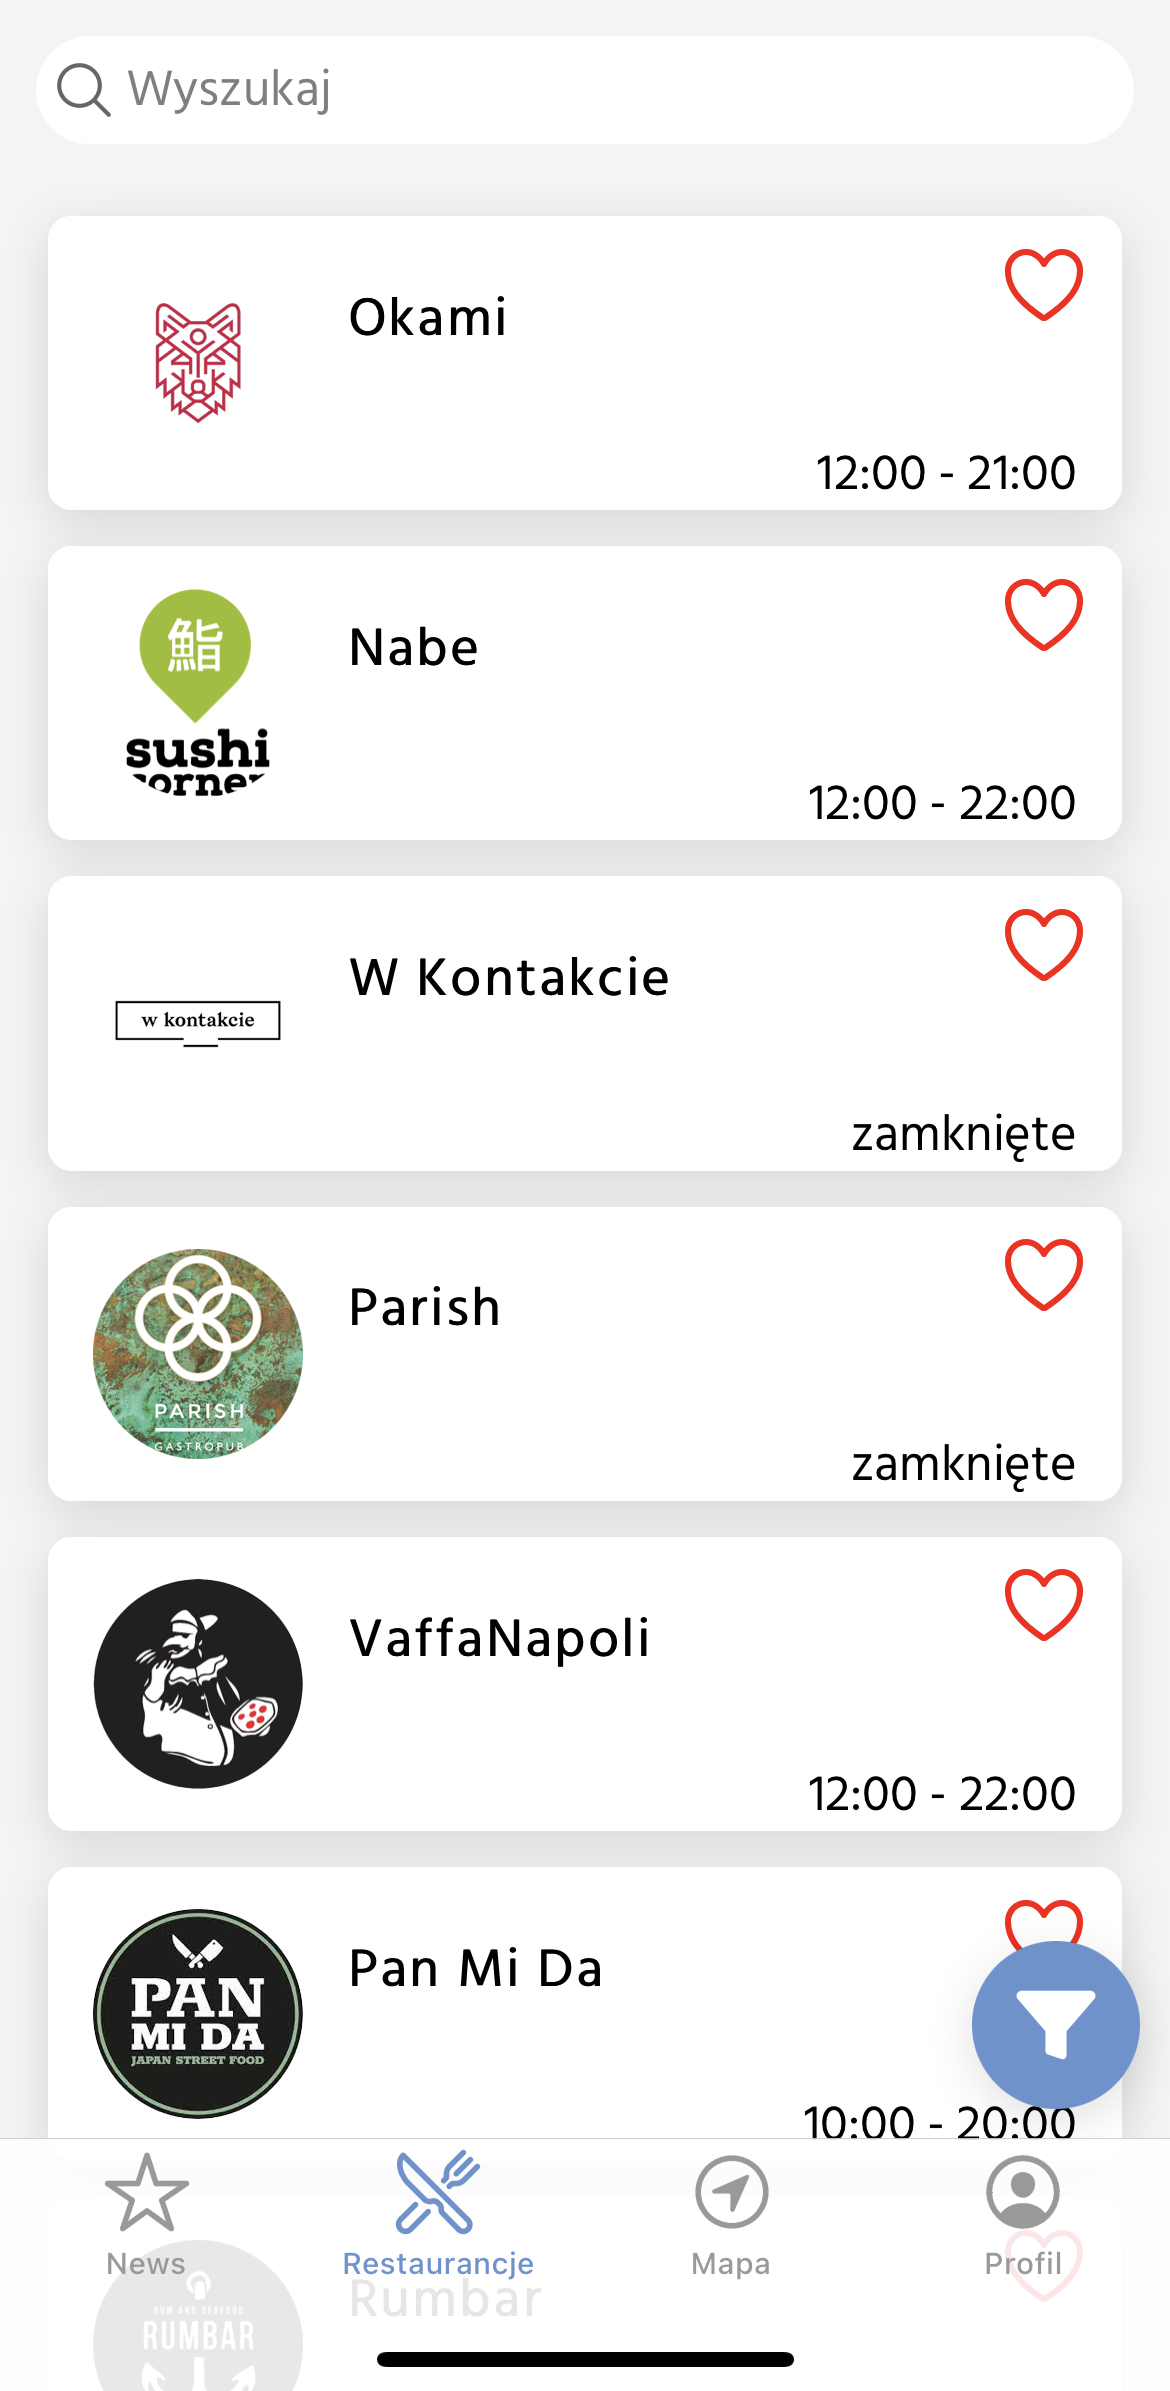 Wyszukaj
Okami
12:00 - 21:00
鮨
sushi
corner
Nabe
12:00 - 22:00
w kontakcie
W Kontakcie
zamknięte
PARISH
GASTROPUB
Parish
zamknięte
VaffaNapoli
12:00 - 22:00
PAN
MI DA
JAPAN STREET FOOD
Pan Mi Da
10:00 - 20:00
News
Restaurancje
Mapa
Profil
Rumbar
RUM AND SEAFOOD
RUMBAR